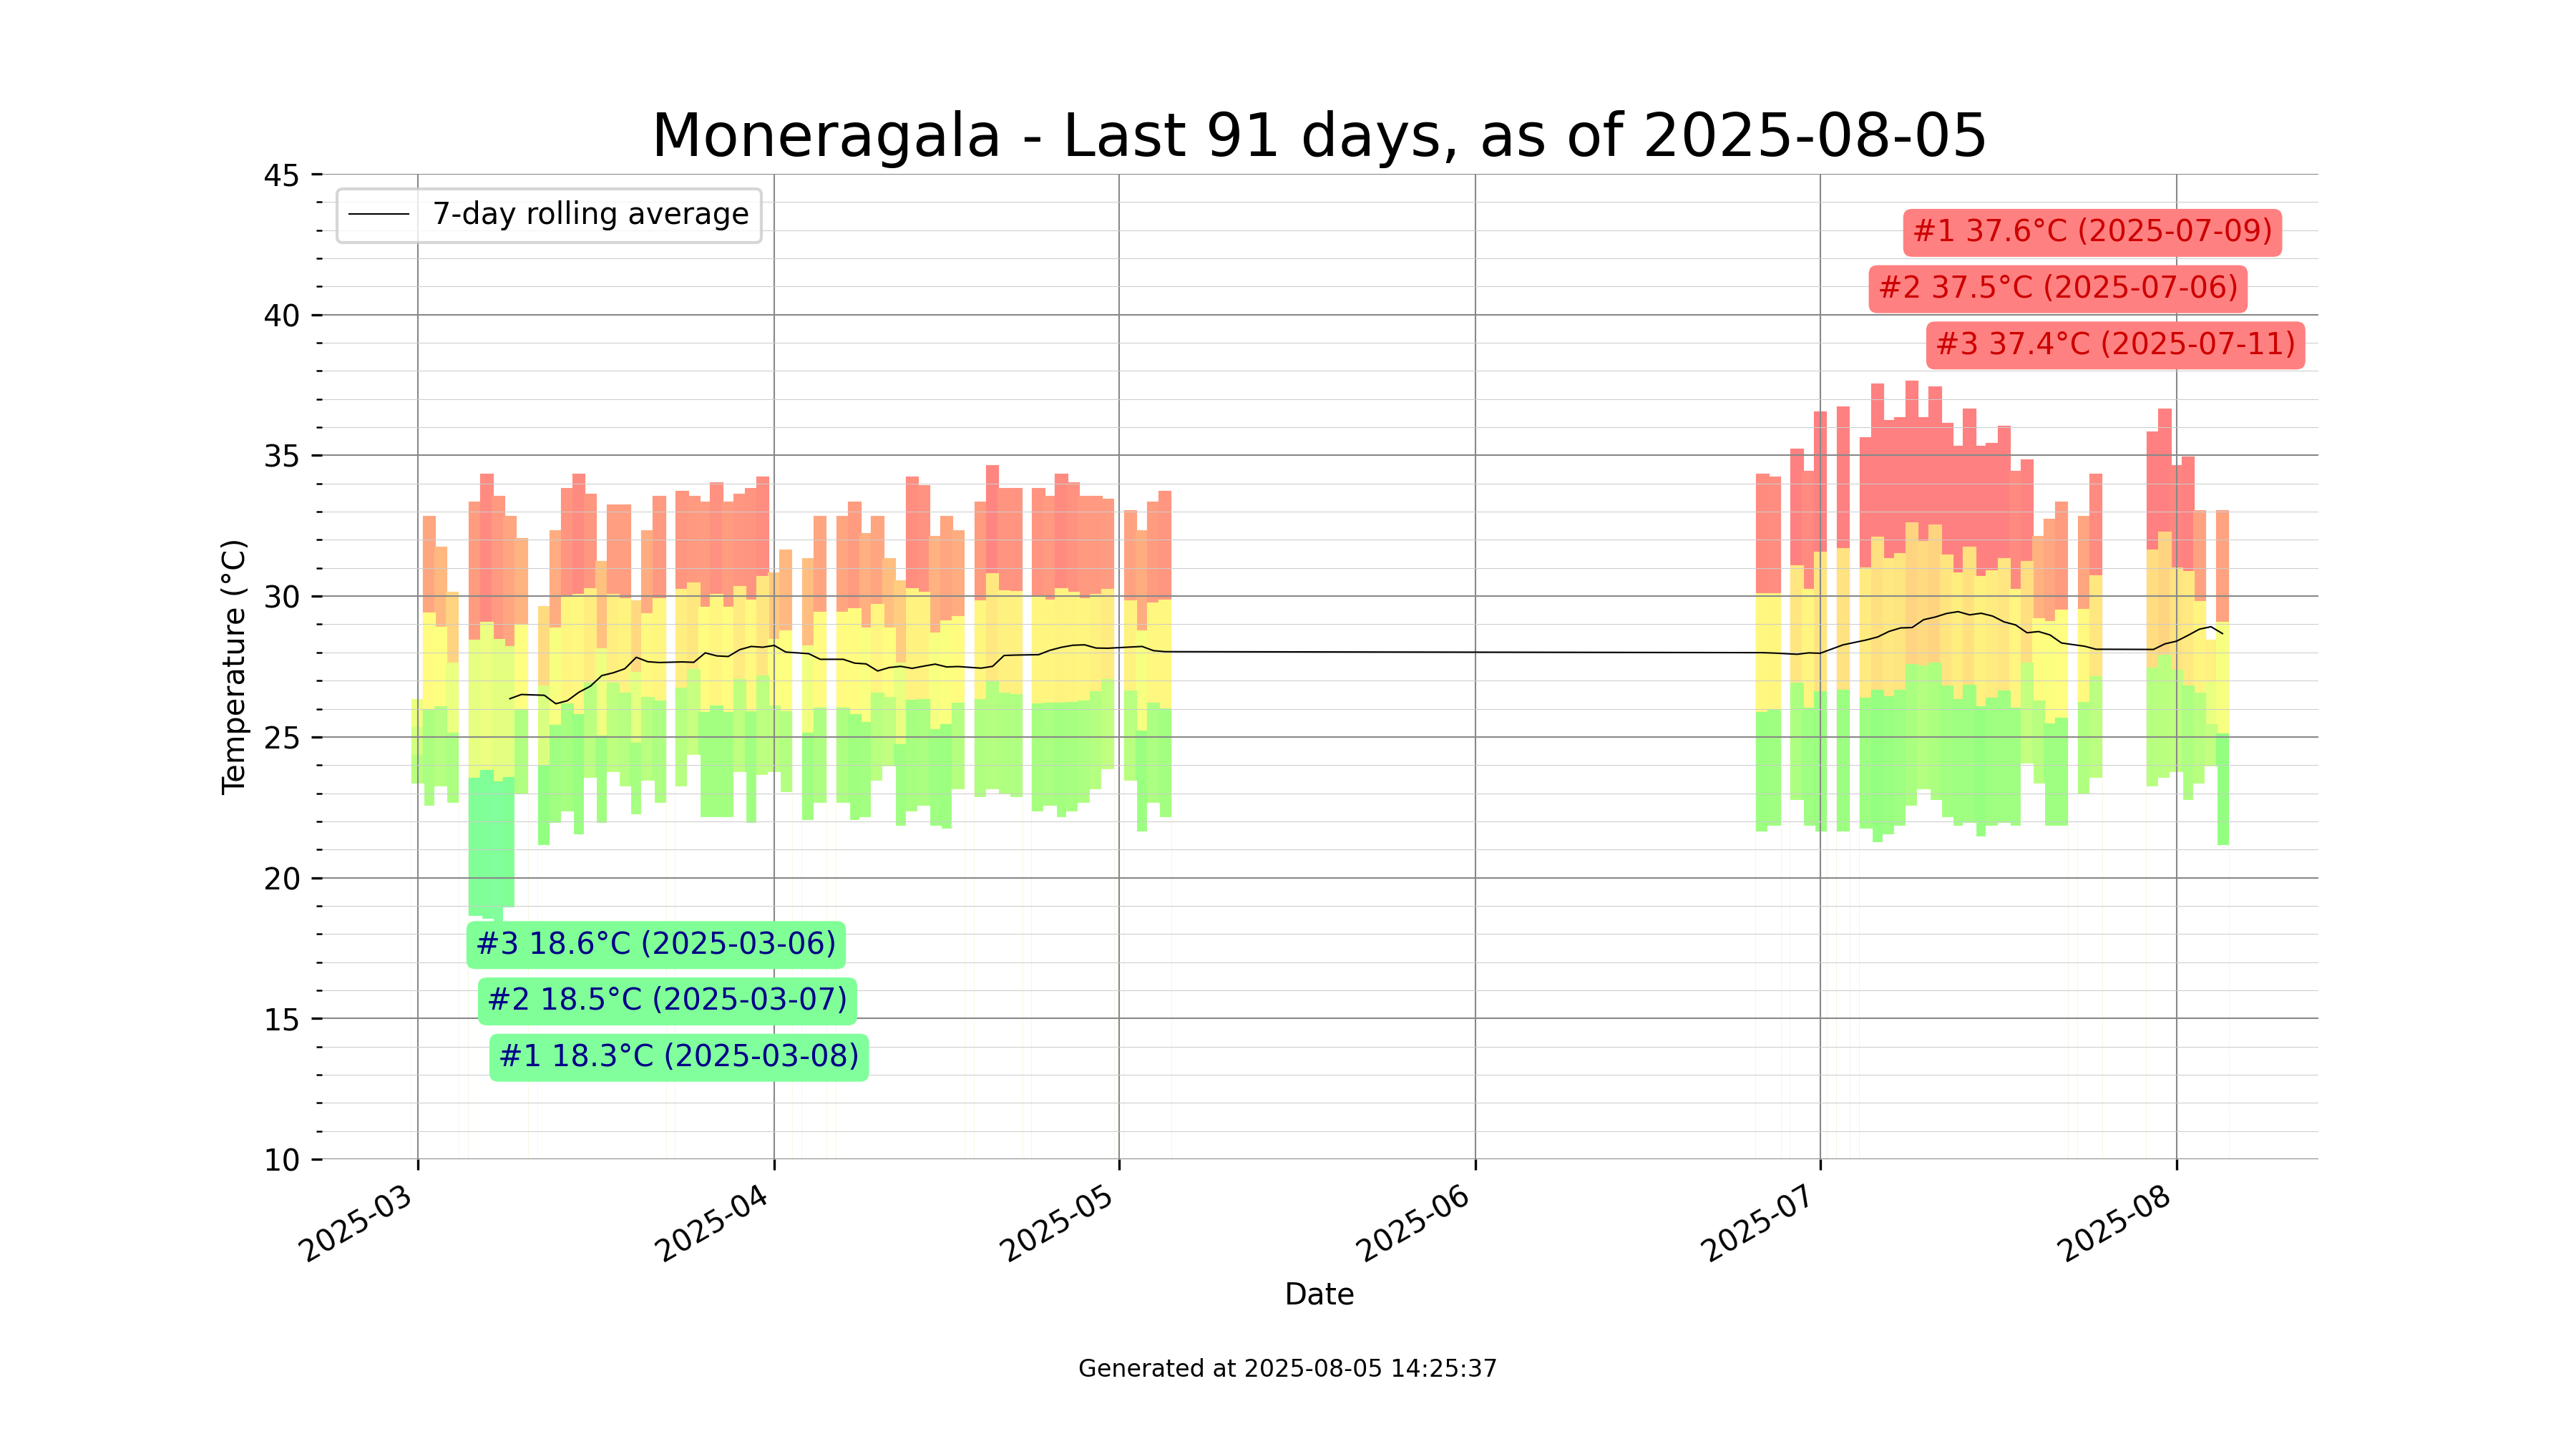 Moneragala - Last 91 days, as of 2025-08-05
7-day rolling average
#1 37.6°C (2025-07-09)
#2 37.5°C (2025-07-06)
#3 37.4°C (2025-07-11)
#3 18.6°C (2025-03-06)
#2 18.5°C (2025-03-07)
#1 18.3°C (2025-03-08)
Temperature (°C)
45
40
35
30
25
20
15
10
2025-03
2025-04
2025-05
2025-06
2025-07
2025-08
Date
Generated at 2025-08-05 14:25:37